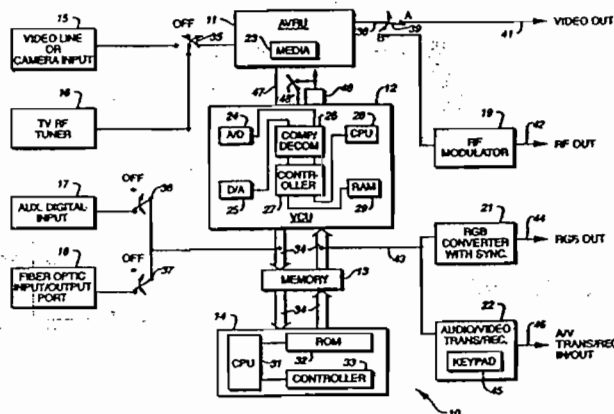 15
VIDEO LINE
OR
CAMERA INPUT
OFF
35
16
TV RF
TUNER
17
AUX. DIGITAL
INPUT
OFF
36
18
FIBER OPTIC
INPUT/OUTPUT
PORT
OFF
37
11
AVRU
23
MEDIA
38
B
A
39
41
VIDEO OUT
47
48
49
12
24
A/D
26
COMP/
DECOM
28
CPU
D/A
25
CONTROLLER
27
RAM
29
VCU
34
MEMORY
13
34
14
CPU
31
ROM
32
33
CONTROLLER
19
RF
MODULATOR
42
RF OUT
43
21
RGB
CONVERTER
WITH SYNC.
44
RGB OUT
22
AUDIO/VIDEO
TRANS/REC.
KEYPAD
45
46
A/V
TRANS/REC
IN/OUT
10